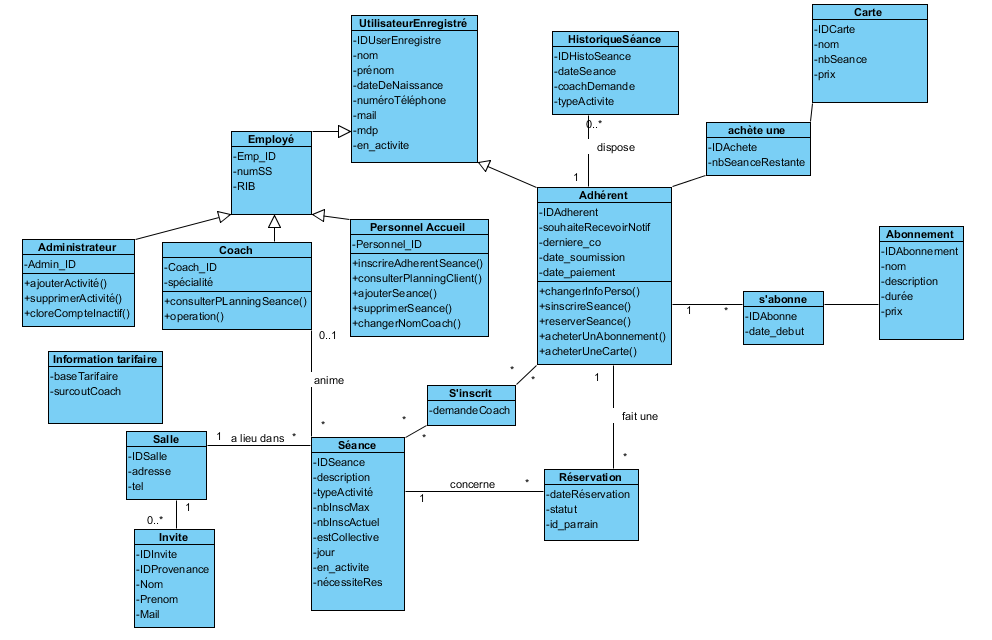 UtilisateurEnregistré
-IDUserEnregistre
-nom
-prénom
-dateDeNaissance
-numéroTéléphone
-mail
-mdp
-en_activite
HistoriqueSéance
-IDHistoSeance
-dateSeance
-coachDemande
-typeActivite
Carte
-IDCarte
-nom
-nbSeance
-prix
achète une
-IDAchete
-nbSeanceRestante
0..*
dispose
1
Employé
-Emp_ID
-numSS
-RIB
Adhérent
-IDAdherent
-souhaiteRecevoirNotif
-derniere_co
-date_soumission
-date_paiement
+changerInfoPerso()
+sinscrireSeance()
+reserverSeance()
+acheterUnAbonnement()
+acheterUneCarte()
Administrateur
-Admin_ID
+ajouterActivité()
+supprimerActivité()
+cloreCompteInactif()
Coach
-Coach_ID
-spécialité
+consulterPLanningSeance()
+operation()
Personnel Accueil
-Personnel_ID
+inscrireAdherentSeance()
+consulterPlanningClient()
+ajouterSeance()
+supprimerSeance()
+changerNomCoach()
Abonnement
-IDAbonnement
-nom
-description
-durée
-prix
s'abonne
-IDAbonne
-date_debut
1
*
0..1
anime
*
Information tarifaire
-baseTarifaire
-surcoutCoach
S'inscrit
-demandeCoach
*
*
*
*
1
fait une
*
Salle
-IDSalle
-adresse
-tel
1
a lieu dans
*
Séance
-IDSeance
-description
-typeActivité
-nbInscMax
-nbInscActuel
-estCollective
-jour
-en_activite
-nécessiteRes
concerne
1
*
Réservation
-dateRéservation
-statut
-id_parrain
1
0..*
Invite
-IDInvite
-IDProvenance
-Nom
-Prenom
-Mail